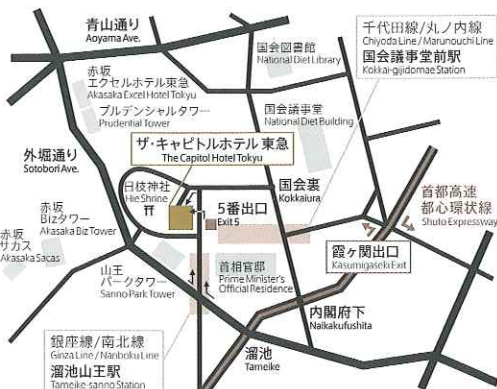 青山通り
Aoyama Ave.
国会図書館
National Diet Library
千代田線/丸ノ内線
Chiyoda Line / Marunouchi Line
国会議事堂前駅
Kokkai-gijidomae Station
赤坂
エクセルホテル東急
Akasaka Excel Hotel Tokyu
プルデンシャルタワー
Prudential Tower
国会議事堂
National Diet Building
ザ・キャピトルホテル 東急
The Capitol Hotel Tokyu
外堀通り
Sotobori Ave.
日枝神社
Hie Shrine
国会裏
Kokkaiura
5番出口
Exit 5
首都高速
都心環状線
Shuto Expressway
赤坂
Bizタワー
Akasaka Biz Tower
赤坂
サカス
Akasaka Sacas
霞ヶ関出口
Kasumigaseki Exit
山王
パークタワー
Sanno Park Tower
首相官邸
Prime Minister's
Official Residence
内閣府下
Naikakufushita
銀座線/南北線
Ginza Line / Nanboku Line
溜池山王駅
Tameike-sanno Station
溜池
Tameike